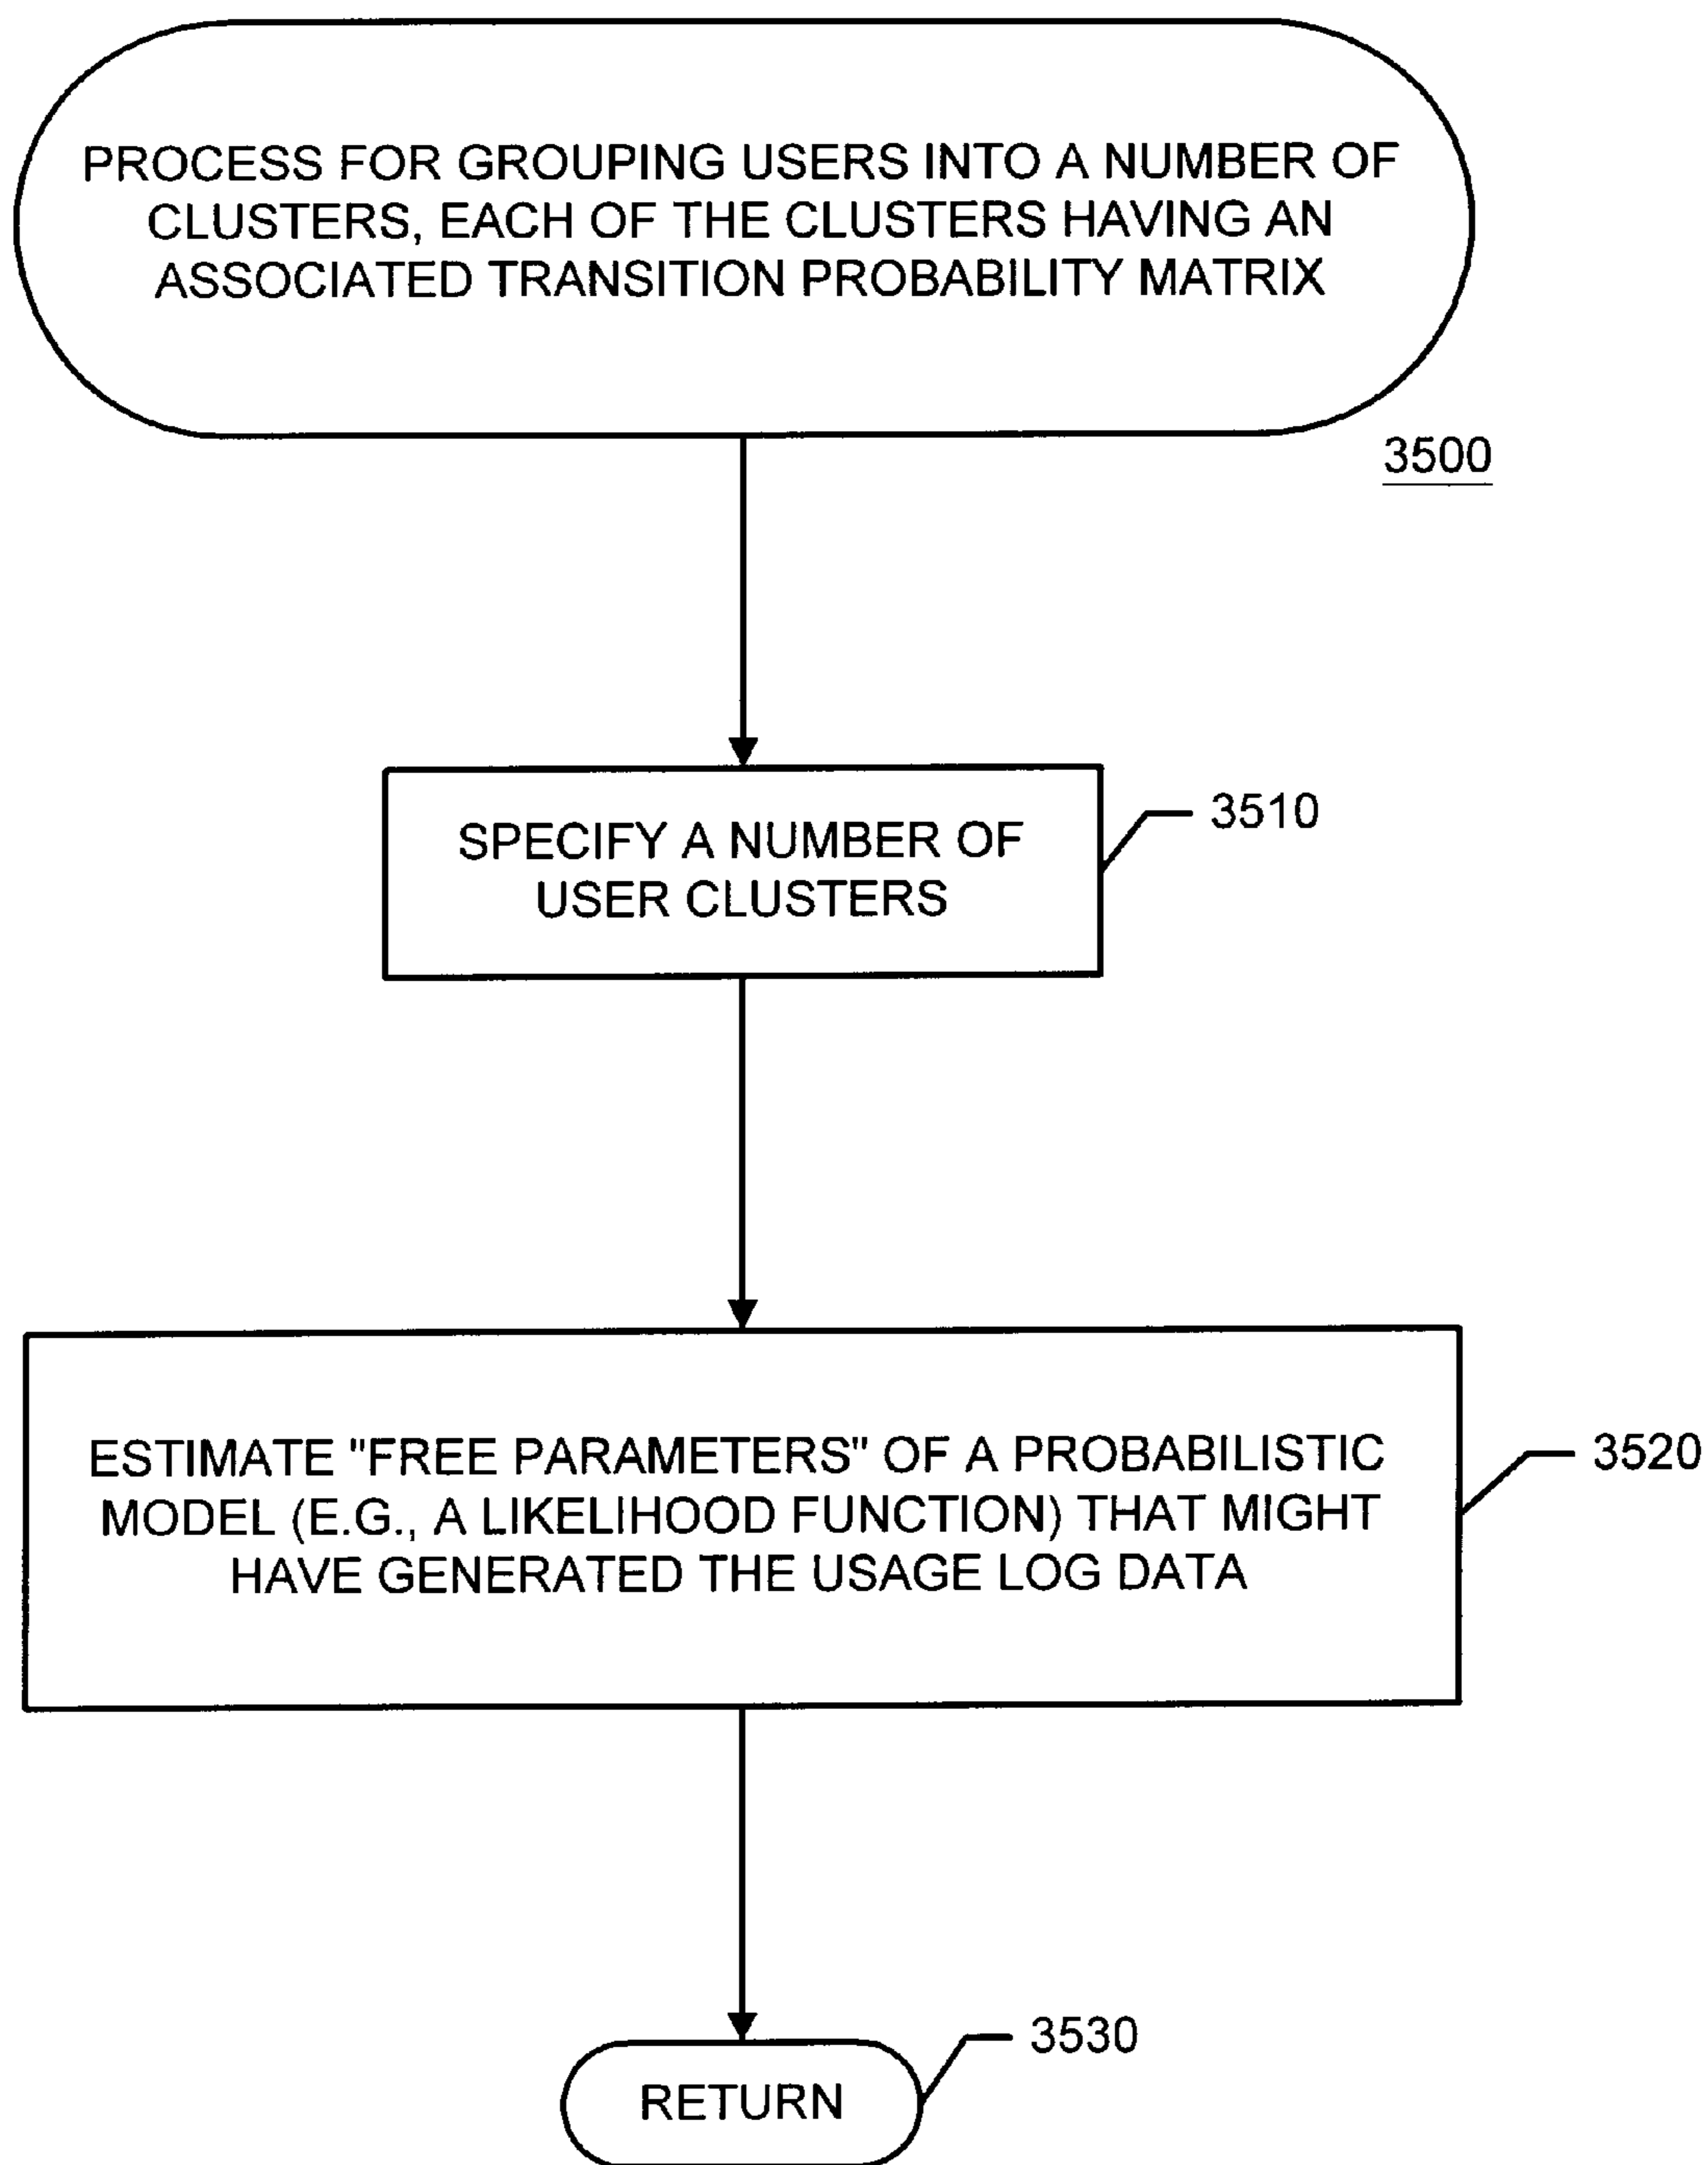 PROCESS FOR GROUPING USERS INTO A NUMBER OF
CLUSTERS, EACH OF THE CLUSTERS HAVING AN
ASSOCIATED TRANSITION PROBABILITY MATRIX
3500
SPECIFY A NUMBER OF
USER CLUSTERS
3510
ESTIMATE "FREE PARAMETERS" OF A PROBABILISTIC
MODEL (E.G., A LIKELIHOOD FUNCTION) THAT MIGHT
HAVE GENERATED THE USAGE LOG DATA
3520
RETURN
3530